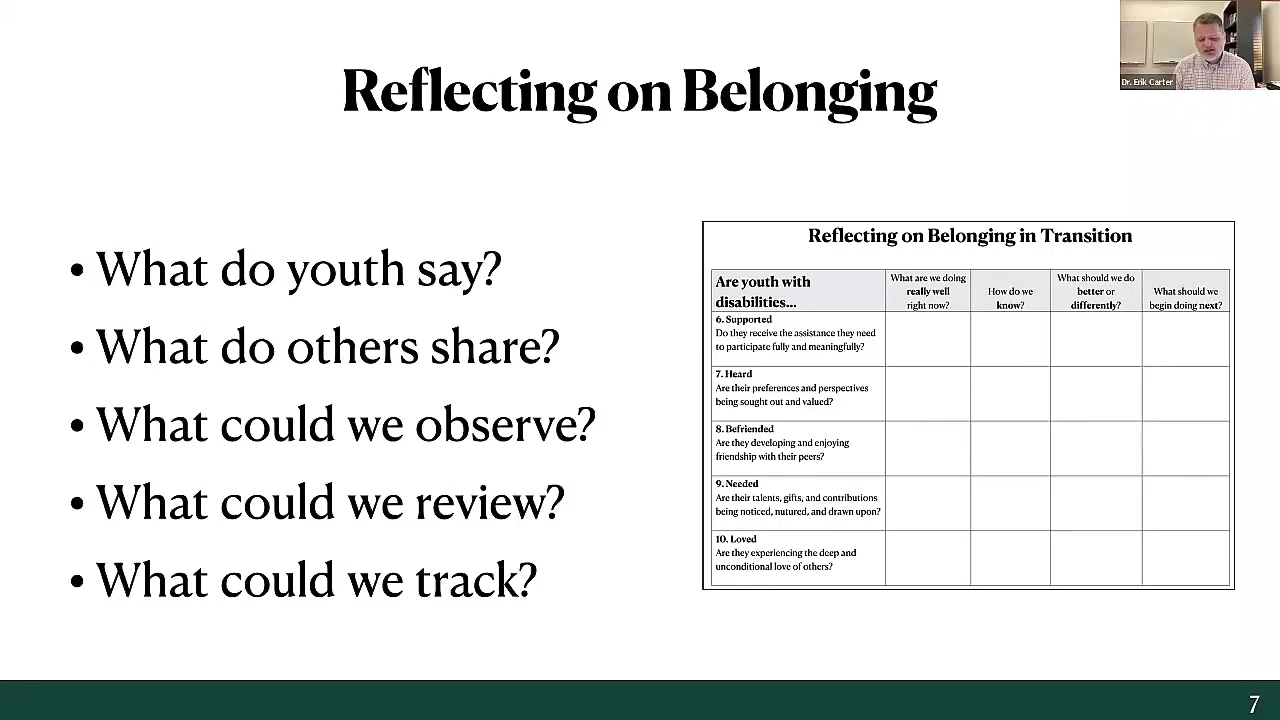 Dr. Erik Carter
Reflecting on Belonging
• What do youth say?
• What do others share?
• What could we observe?
• What could we review?
• What could we track?
Reflecting on Belonging in Transition
Are youth with
disabilities...
What are we doing
really well
right now?
How do we
know?
What should we do
better or
differently?
What should we
begin doing next?
6. Supported
Do they receive the assistance they need
to participate fully and meaningfully?
7. Heard
Are their preferences and perspectives
being sought out and valued?
8. Befriended
Are they developing and enjoying
friendship with their peers?
9. Needed
Are their talents, gifts, and contributions
being noticed, nutured, and drawn upon?
10. Loved
Are they experiencing the deep and
unconditional love of others?
7